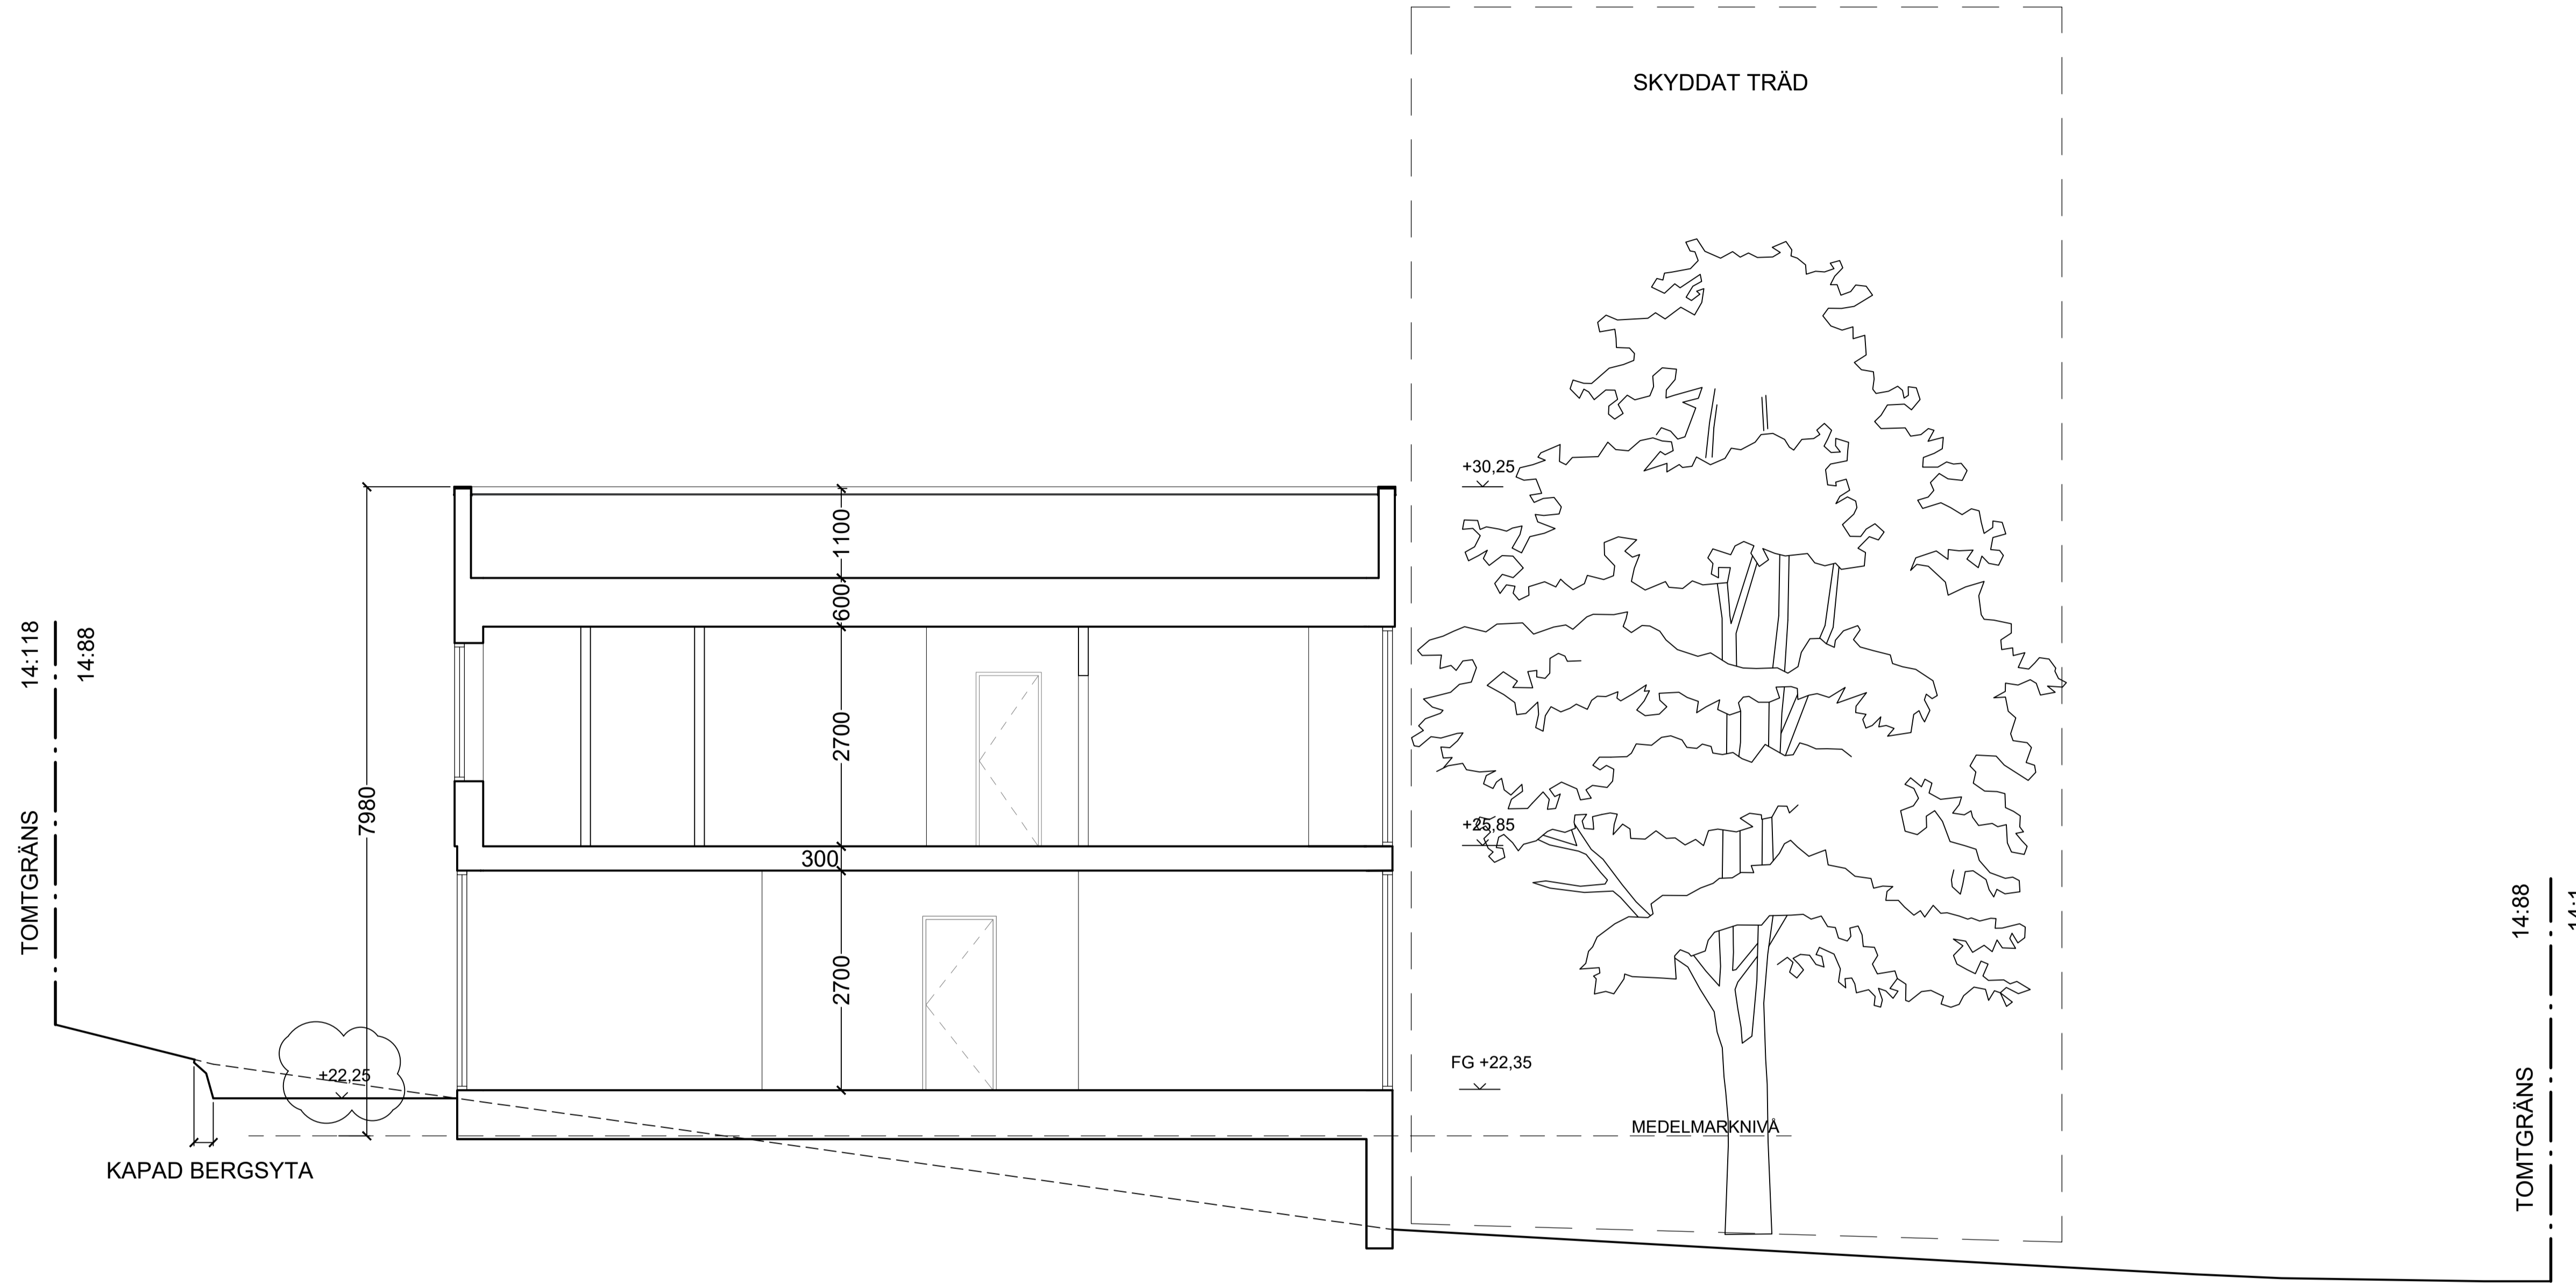 SKYDDAT TRÄD
+30,25
1100
600
14:118
14:88
2700
7980
TOMTGRÄNS
+25,85
300
14:88
2700
FG +22,35
+22,25
MEDELMARKNIVÅ
TOMTGRÄNS
KAPAD BERGSYTA